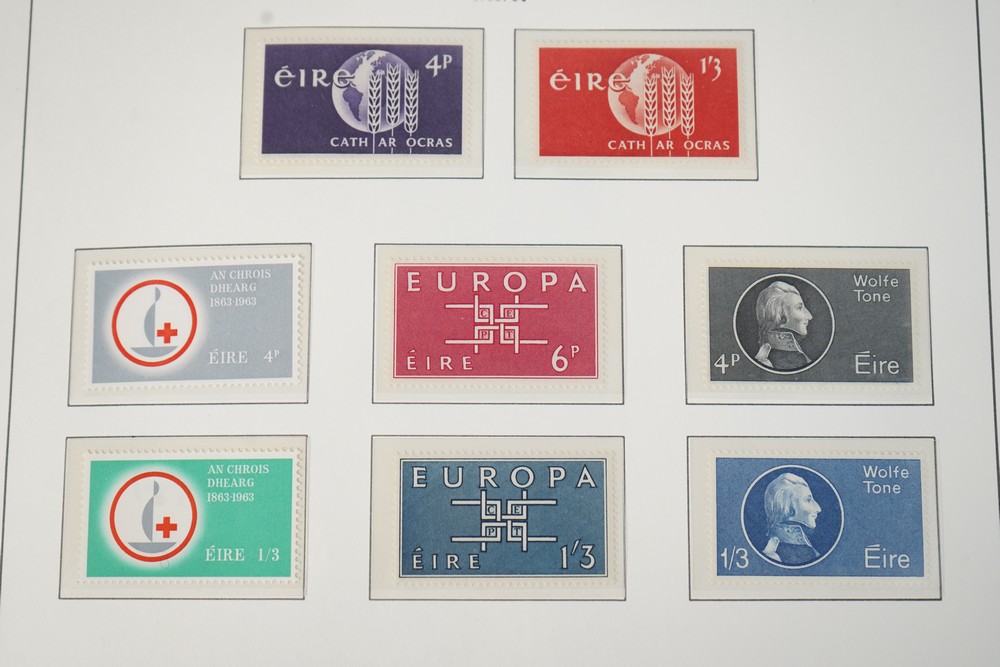 ÉIRE 4P
CATH AR OCRAS
ÉIRE 1'3
CATH AR OCRAS
AN CHROIS
DHEARG
1863·1963
ÉIRE 4P
EUROPA
C E
P T
ÉIRE 6P
Wolfe
Tone
4P Éire
AN CHROIS
DHEARG
1863·1963
ÉIRE 1/3
EUROPA
C E
P T
ÉIRE 1'3
Wolfe
Tone
1/3 Éire